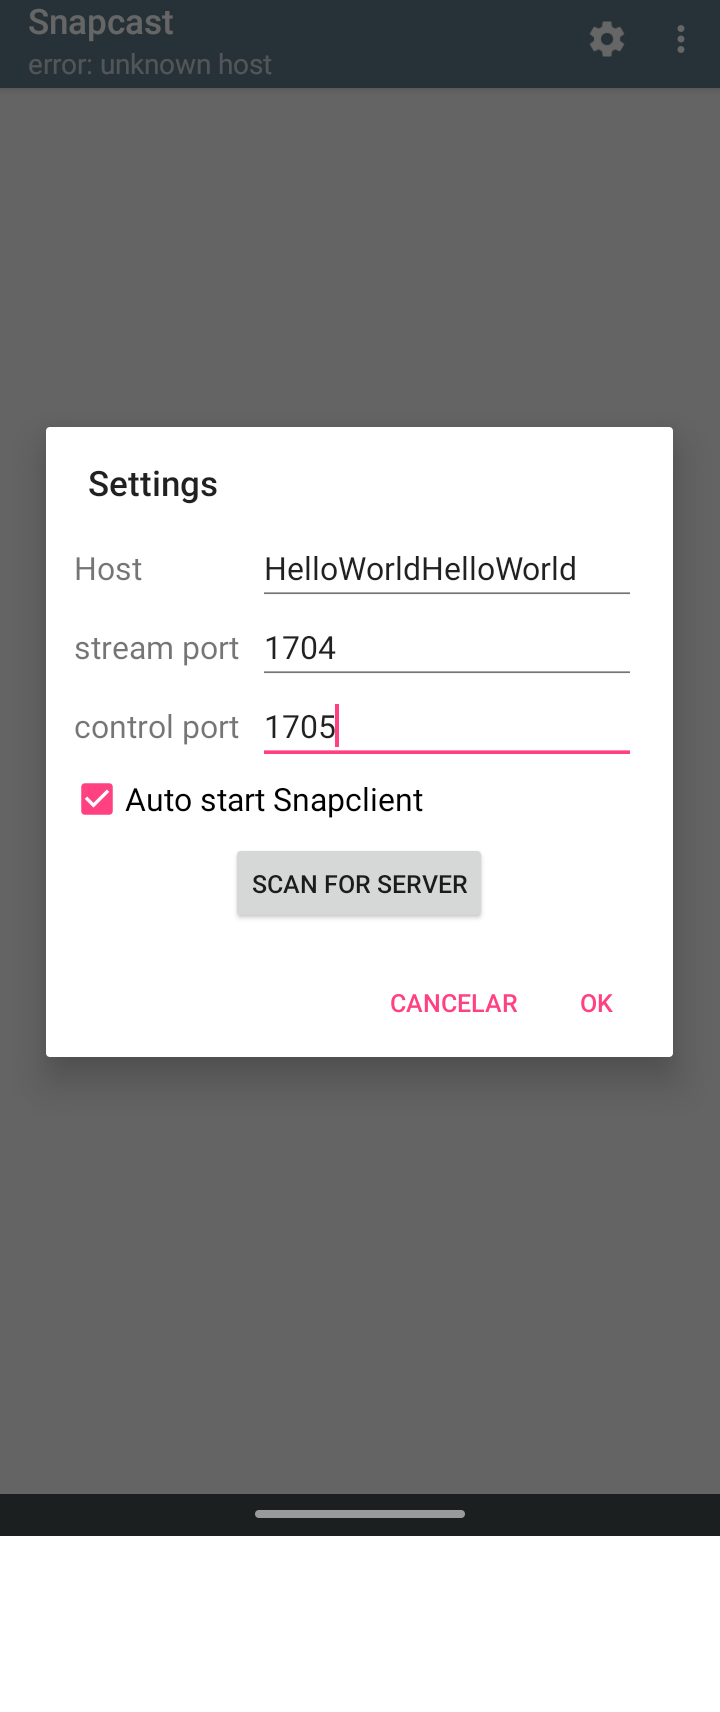 Snapcast
error: unknown host
Settings
Host HelloWorldHelloWorld
stream port 1704
control port 1705
Auto start Snapclient
SCAN FOR SERVER
CANCELAR OK